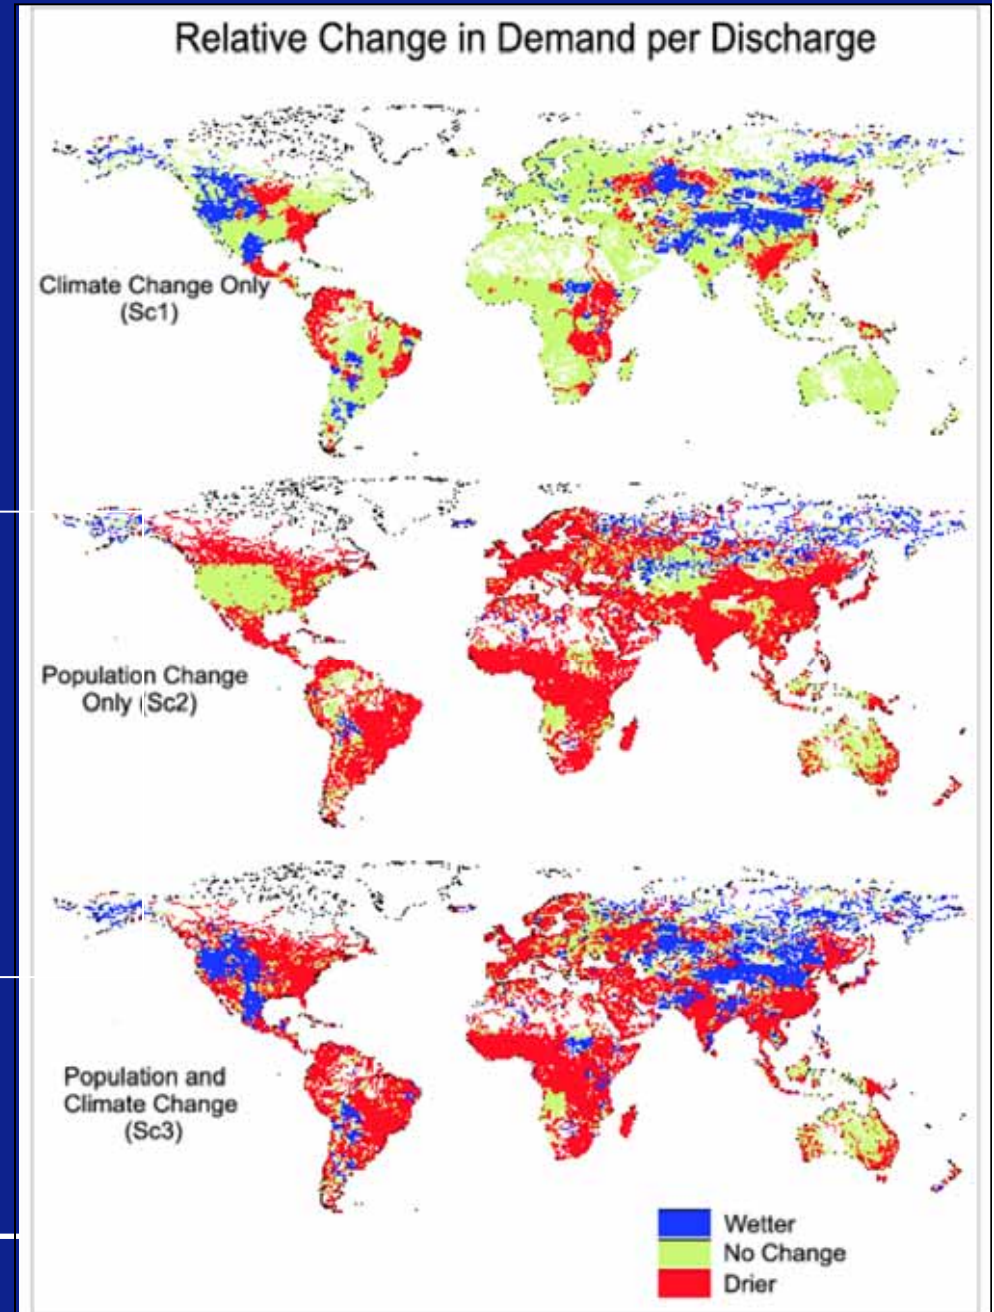 Relative Change in Demand per Discharge
Climate Change Only
(Sc1)
Population Change
Only (Sc2)
Population and
Climate Change
(Sc3)
Wetter
No Change
Drier